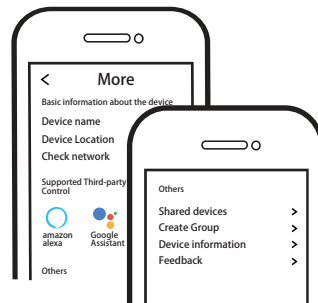 More
Basic information about the device
Device name
Device Location
Check network
Supported Third-party
Control
amazon
alexa
Google
Assistant
Others
Others
Shared devices
Create Group
Device information
Feedback